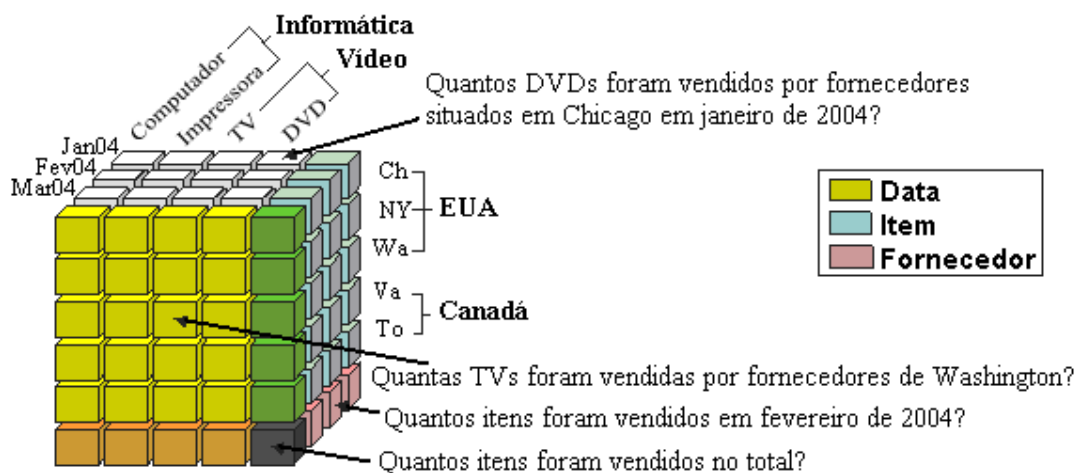 Informática
Vídeo
Computador
Impressora
TV
DVD
Quantos DVDs foram vendidos por fornecedores
situados em Chicago em janeiro de 2004?
Jan04
Fev04
Mar04
Ch
NY
EUA
Wa
Va
Canadá
To
Data
Item
Fornecedor
Quantas TVs foram vendidas por fornecedores de Washington?
Quantos itens foram vendidos em fevereiro de 2004?
Quantos itens foram vendidos no total?